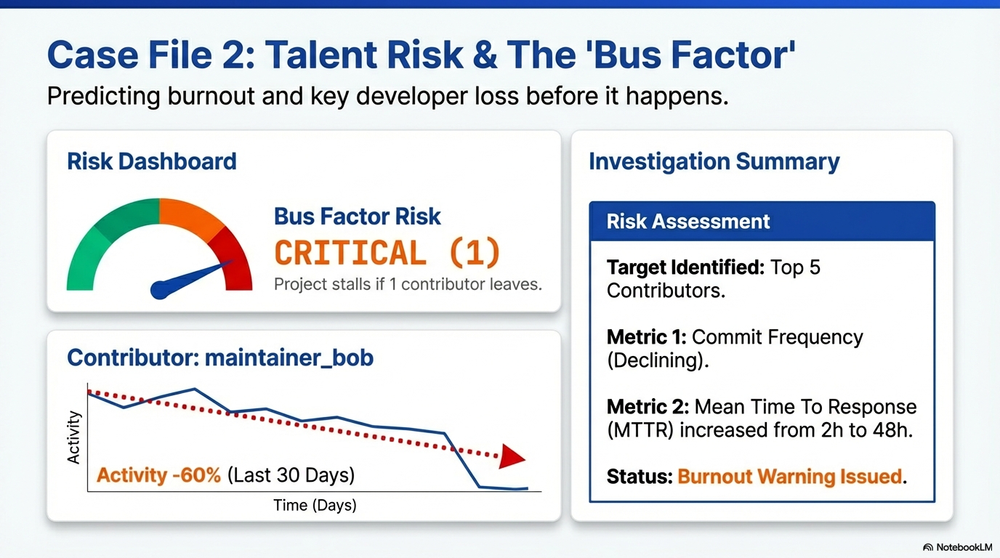 Case File 2: Talent Risk & The 'Bus Factor'
Predicting burnout and key developer loss before it happens.
Risk Dashboard
Bus Factor Risk
CRITICAL (1)
Project stalls if 1 contributor leaves.
Contributor: maintainer_bob
Activity
Activity -60% (Last 30 Days)
Time (Days)
Investigation Summary
Risk Assessment
Target Identified: Top 5
Contributors.
Metric 1: Commit Frequency
(Declining).
Metric 2: Mean Time To Response
(MTTR) increased from 2h to 48h.
Status: Burnout Warning Issued.
NotebookLM